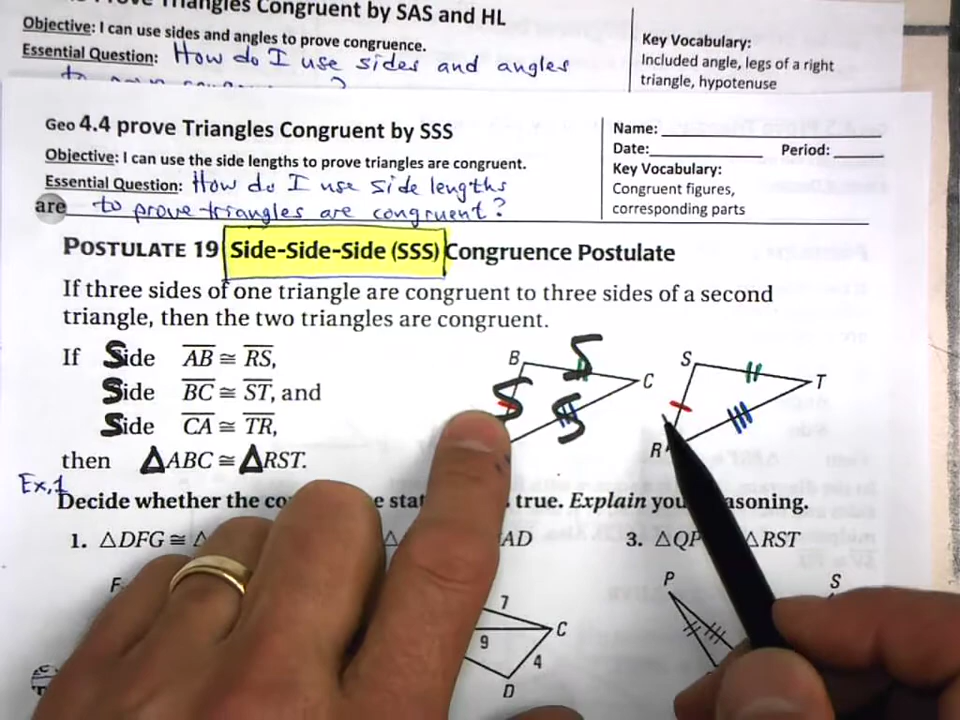 Triangles Congruent by SAS and HL
Objective: I can use sides and angles to prove congruence.
Essential Question: How do I use sides and angles
Key Vocabulary:
Included angle, legs of a right
triangle, hypotenuse
Geo 4.4 prove Triangles Congruent by SSS
Objective: I can use the side lengths to prove triangles are congruent.
Essential Question: How do I use side lengths
are to prove triangles are congruent?
Name:
Date: Period:
Key Vocabulary:
Congruent figures,
corresponding parts
POSTULATE 19 Side-Side-Side (SSS) Congruence Postulate
If three sides of one triangle are congruent to three sides of a second
triangle, then the two triangles are congruent.
If Side AB ≅ RS,
Side BC ≅ ST, and
Side CA ≅ TR,
then △ABC ≅ △RST.
B S C S S
S T R
Ex. 1
Decide whether the true. Explain
1. △DFG ≅
AD
3. △RST
F
7
9
C
4
D
P
S